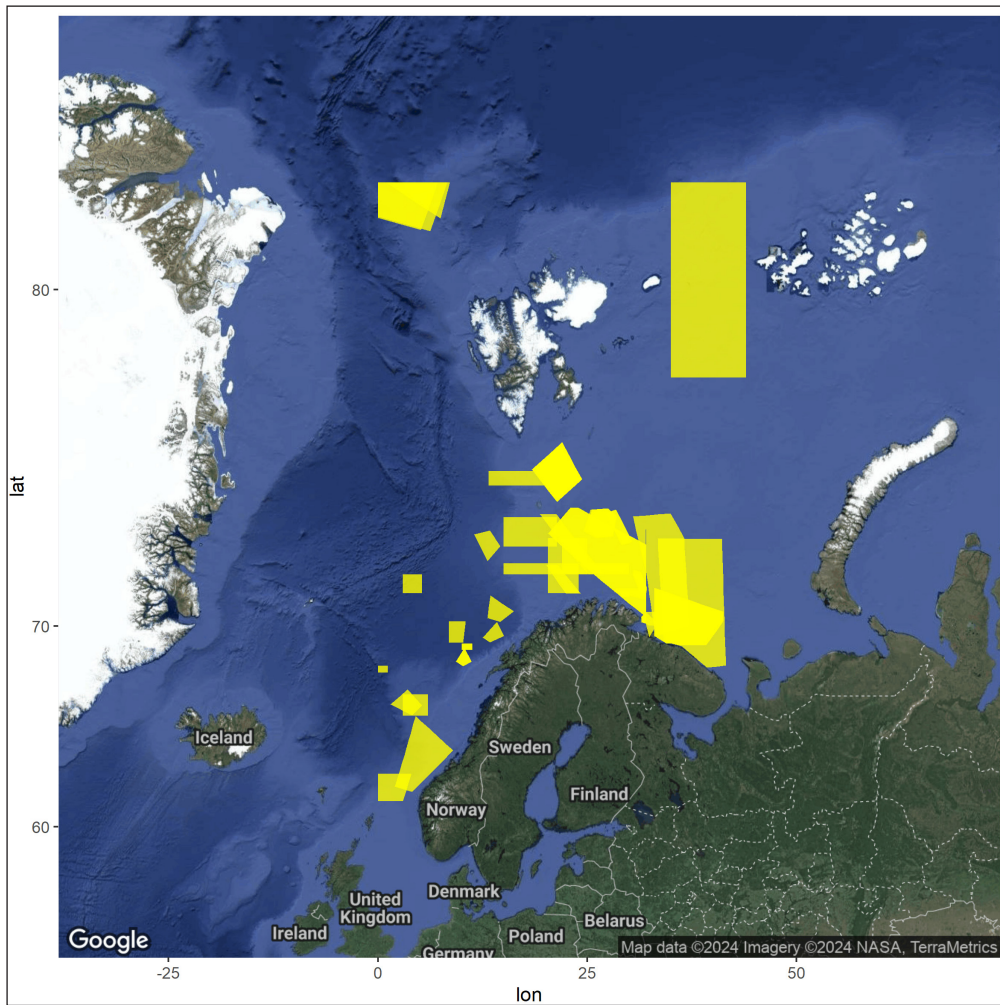 lat
80
70
60
Iceland
Sweden
Finland
Norway
Denmark
United
Kingdom
Ireland
Poland
Belarus
Germany
Google
Map data ©2024 Imagery ©2024 NASA, TerraMetrics
-25
0
25
50
lon